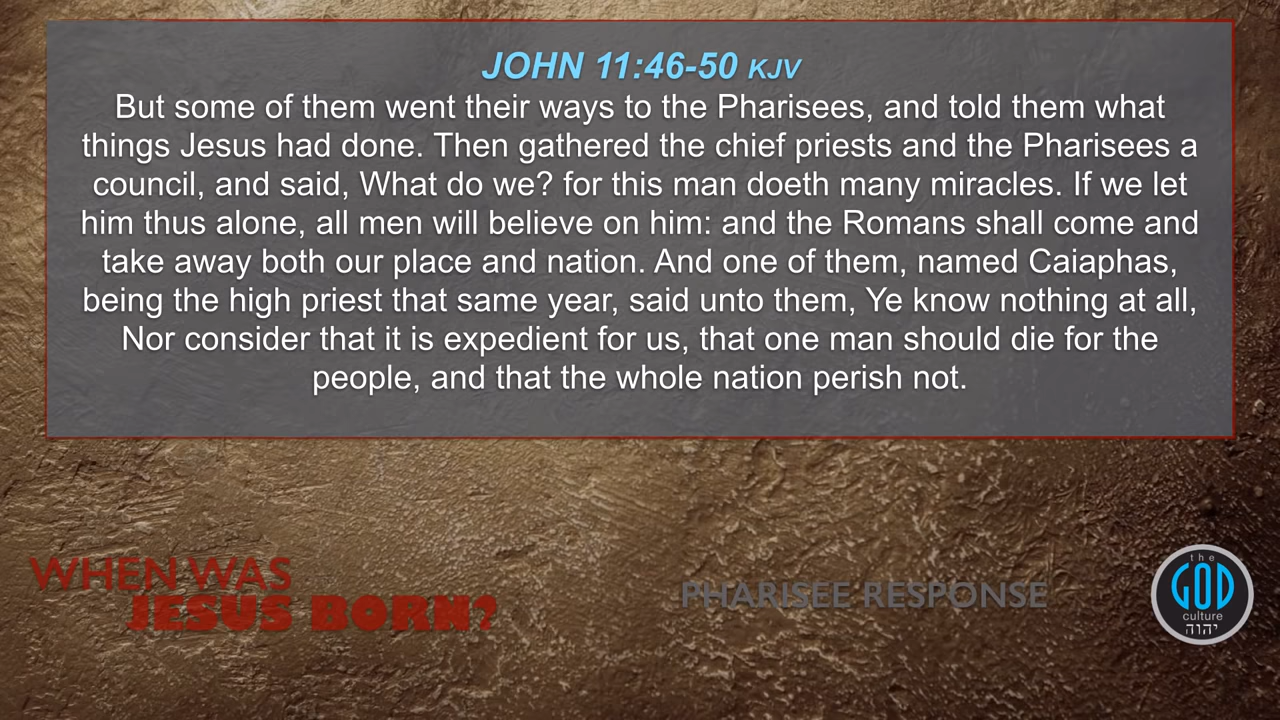 JOHN 11:46-50 KJV
But some of them went their ways to the Pharisees, and told them what
things Jesus had done. Then gathered the chief priests and the Pharisees a
council, and said, What do we? for this man doeth many miracles. If we let
him thus alone, all men will believe on him: and the Romans shall come and
take away both our place and nation. And one of them, named Caiaphas,
being the high priest that same year, said unto them, Ye know nothing at all,
Nor consider that it is expedient for us, that one man should die for the
people, and that the whole nation perish not.
WHEN WAS
JESUS BORN?
PHARISEE RESPONSE
the
GOD
culture
יהוה